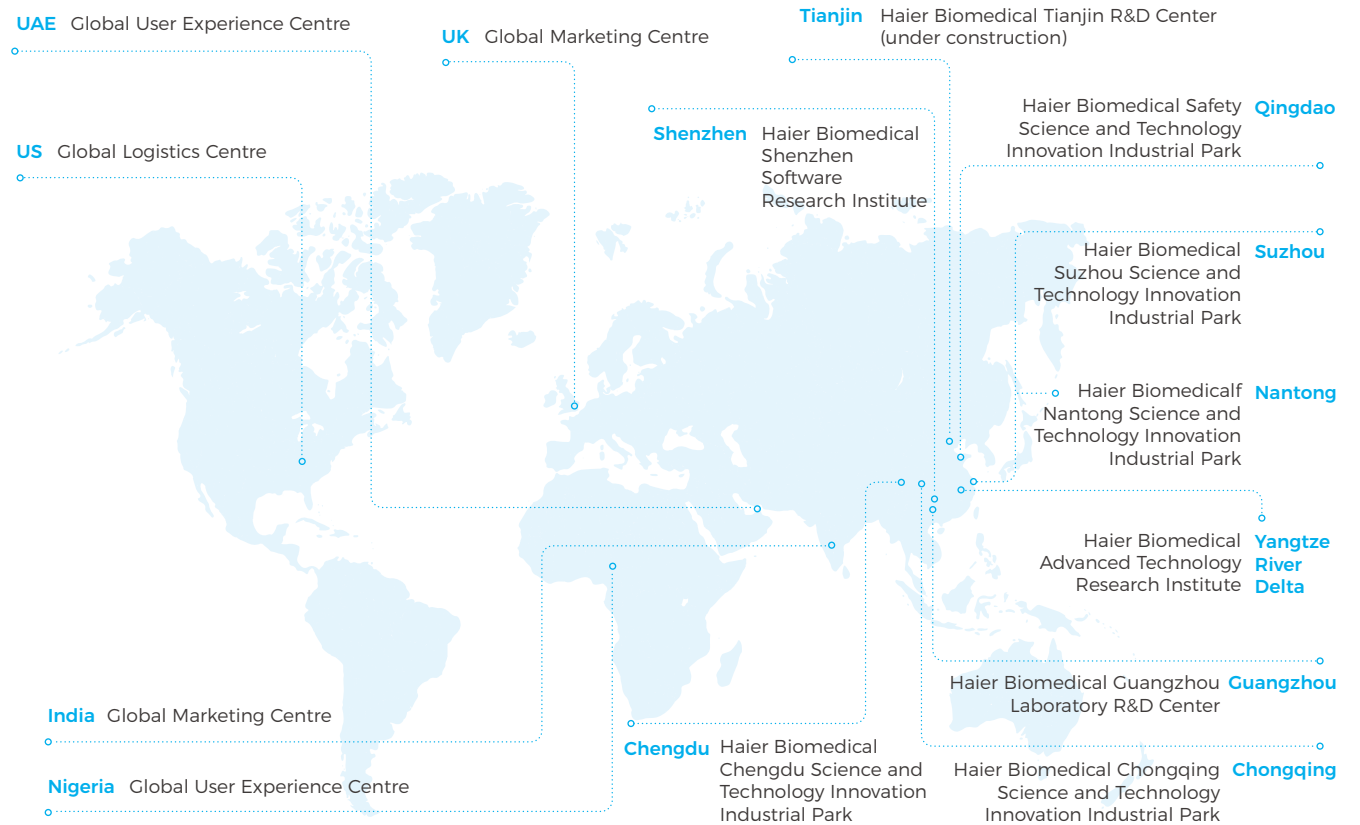 UAE Global User Experience Centre
UK Global Marketing Centre
Tianjin Haier Biomedical Tianjin R&D Center
(under construction)
US Global Logistics Centre
Shenzhen Haier Biomedical
Shenzhen
Software
Research Institute
Haier Biomedical Safety Qingdao
Science and Technology
Innovation Industrial Park
Haier Biomedical Suzhou
Suzhou Science and
Technology Innovation
Industrial Park
Haier Biomedicalf Nantong
Nantong Science and
Technology Innovation
Industrial Park
Haier Biomedical Yangtze
Advanced Technology River
Research Institute Delta
Haier Biomedical Guangzhou Guangzhou
Laboratory R&D Center
India Global Marketing Centre
Nigeria Global User Experience Centre
Chengdu Haier Biomedical
Chengdu Science and
Technology Innovation
Industrial Park
Haier Biomedical Chongqing Chongqing
Science and Technology
Innovation Industrial Park